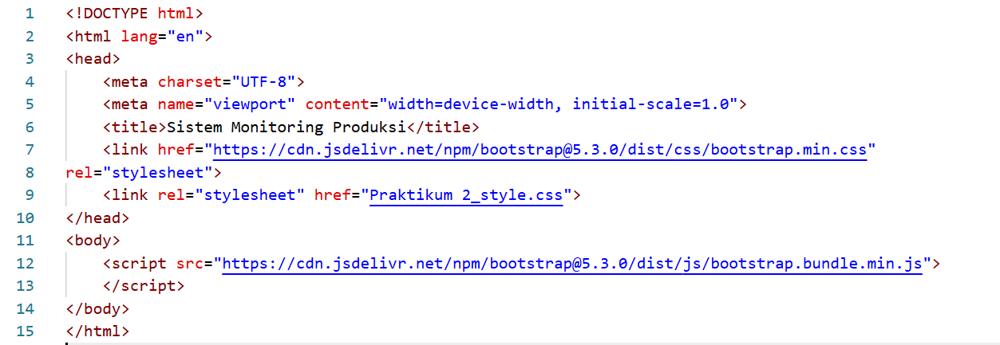 1 <!DOCTYPE html>
2 <html lang="en">
3 <head>
4     <meta charset="UTF-8">
5     <meta name="viewport" content="width=device-width, initial-scale=1.0">
6     <title>Sistem Monitoring Produksi</title>
7     <link href="https://cdn.jsdelivr.net/npm/bootstrap@5.3.0/dist/css/bootstrap.min.css"
8 rel="stylesheet">
9     <link rel="stylesheet" href="Praktikum 2_style.css">
10 </head>
11 <body>
12     <script src="https://cdn.jsdelivr.net/npm/bootstrap@5.3.0/dist/js/bootstrap.bundle.min.js">
13     </script>
14 </body>
15 </html>